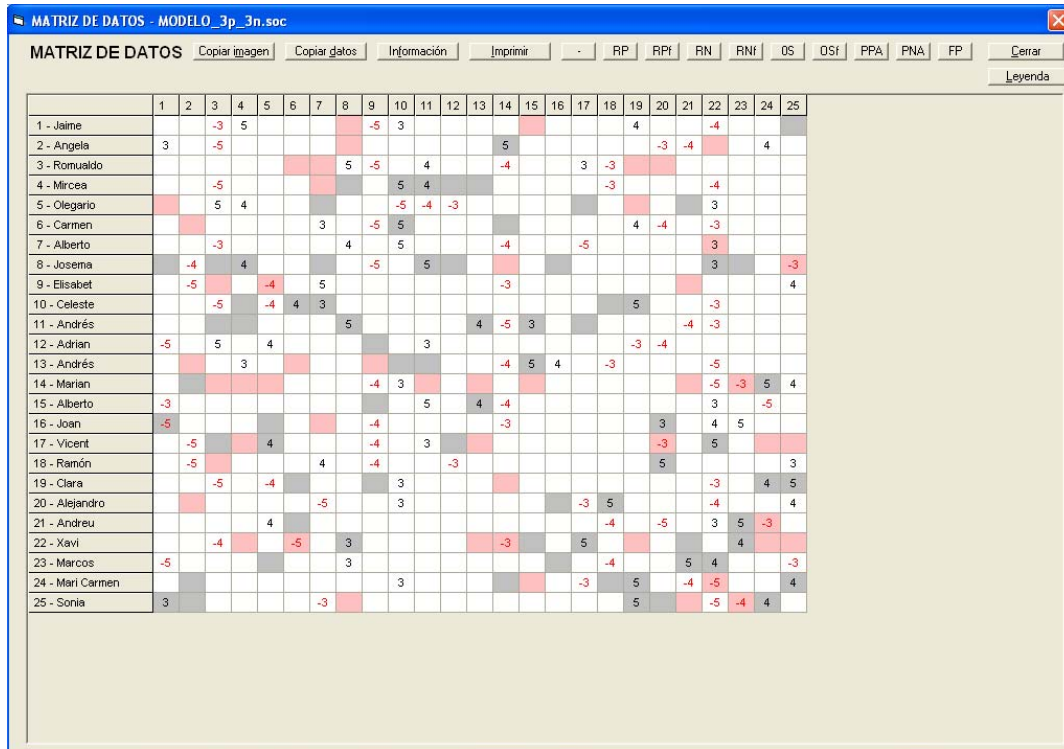 MATRIZ DE DATOS - MODELO_3p_3n.soc
MATRIZ DE DATOS Copiar imagen Copiar datos Información Imprimir - RP RPf RN RNf OS OSf PPA PNA FP Cerrar
Leyenda
1 2 3 4 5 6 7 8 9 10 11 12 13 14 15 16 17 18 19 20 21 22 23 24 25
1 - Jaime -3 5 -5 3 4 -4
2 - Angela 3 -5 5 -3 -4 4
3 - Romualdo 5 -5 4 -4 3 -3
4 - Mircea -5 5 4 -3 -4
5 - Olegario 5 4 -5 -4 -3 3
6 - Carmen 3 -5 5 4 -4 -3
7 - Alberto -3 4 5 -4 -5 3
8 - Josema -4 4 -5 5 3 -3
9 - Elisabet -5 -4 5 -3 4
10 - Celeste -5 -4 4 3 5 -3
11 - Andrés 5 4 -5 3 -4 -3
12 - Adrian -5 5 4 3 -3 -4
13 - Andrés 3 -4 5 4 -3 -5
14 - Marian -4 3 -5 -3 5 4
15 - Alberto -3 5 4 -4 3 -5
16 - Joan -5 -4 -3 3 4 5
17 - Vicent -5 4 -4 3 -3 5
18 - Ramón -5 4 -4 -3 5 3
19 - Clara -5 -4 3 -3 4 5
20 - Alejandro -5 3 -3 5 -4 4
21 - Andreu 4 -4 -5 3 5 -3
22 - Xavi -4 -5 3 -3 5 4
23 - Marcos -5 3 -4 5 4 -3
24 - Mari Carmen 3 -3 5 -4 -5 4
25 - Sonia 3 -3 5 -5 -4 4